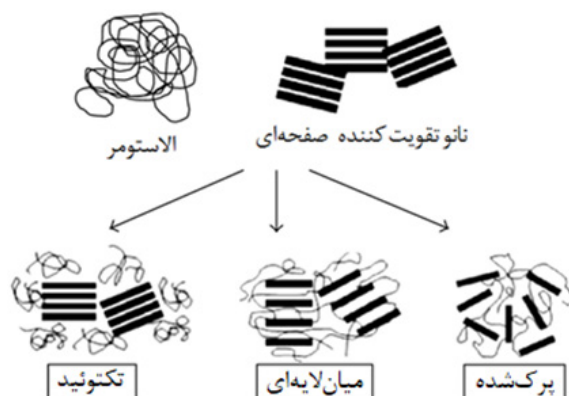 نانو تقویت کننده صفحه‌ای
الاستومر
پرک‌شده
میان‌لایه‌ای
تکتوئید